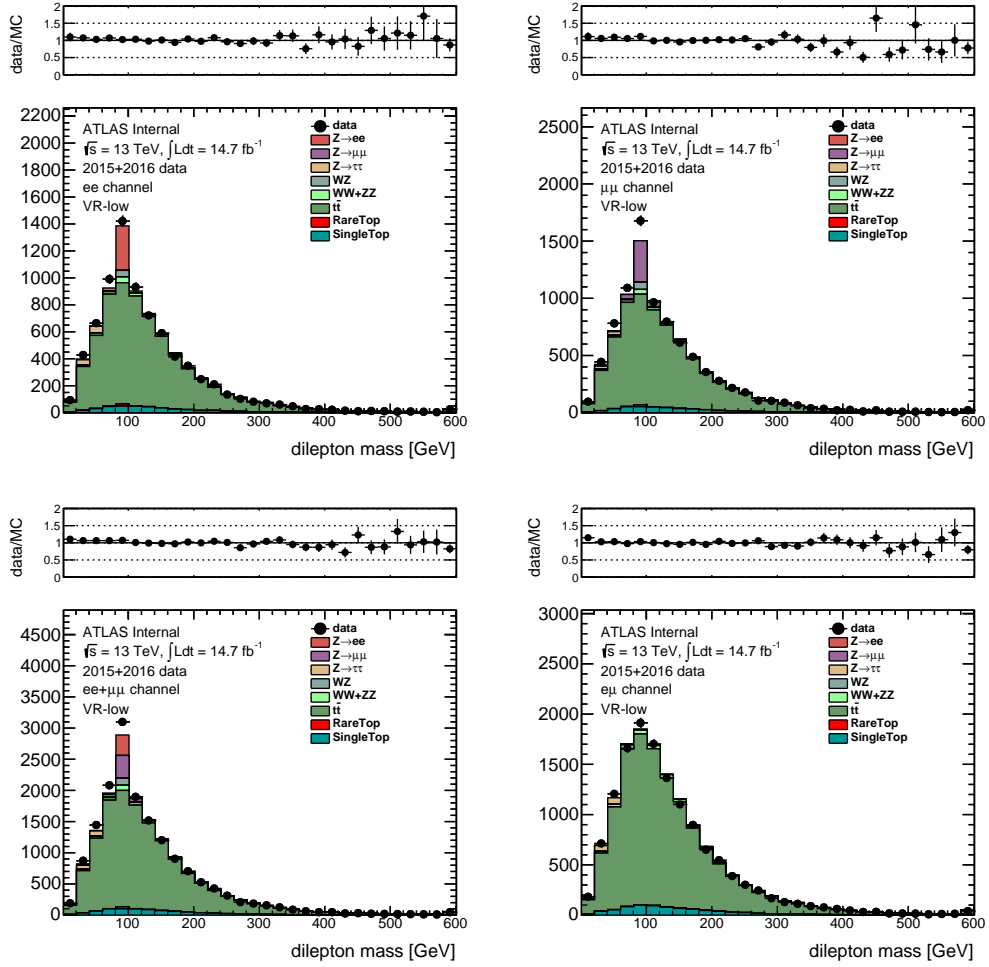 data/MC
2
1.5
1
0.5
0
2200
2000
1800
1600
1400
1200
1000
800
600
400
200
0
ATLAS Internal
√s = 13 TeV, ∫Ldt = 14.7 fb⁻¹
2015+2016 data
ee channel
VR-low
data
Z→ee
Z→μμ
Z→ττ
WZ
WW+ZZ
tt̄
RareTop
SingleTop
100 200 300 400 500 600
dilepton mass [GeV]
data/MC
2
1.5
1
0.5
0
2500
2000
1500
1000
500
0
ATLAS Internal
√s = 13 TeV, ∫Ldt = 14.7 fb⁻¹
2015+2016 data
μμ channel
VR-low
data
Z→ee
Z→μμ
Z→ττ
WZ
WW+ZZ
tt̄
RareTop
SingleTop
100 200 300 400 500 600
dilepton mass [GeV]
data/MC
2
1.5
1
0.5
0
4500
4000
3500
3000
2500
2000
1500
1000
500
0
ATLAS Internal
√s = 13 TeV, ∫Ldt = 14.7 fb⁻¹
2015+2016 data
ee+μμ channel
VR-low
data
Z→ee
Z→μμ
Z→ττ
WZ
WW+ZZ
tt̄
RareTop
SingleTop
100 200 300 400 500 600
dilepton mass [GeV]
data/MC
2
1.5
1
0.5
0
3000
2500
2000
1500
1000
500
0
ATLAS Internal
√s = 13 TeV, ∫Ldt = 14.7 fb⁻¹
2015+2016 data
eμ channel
VR-low
data
Z→ee
Z→μμ
Z→ττ
WZ
WW+ZZ
tt̄
RareTop
SingleTop
100 200 300 400 500 600
dilepton mass [GeV]